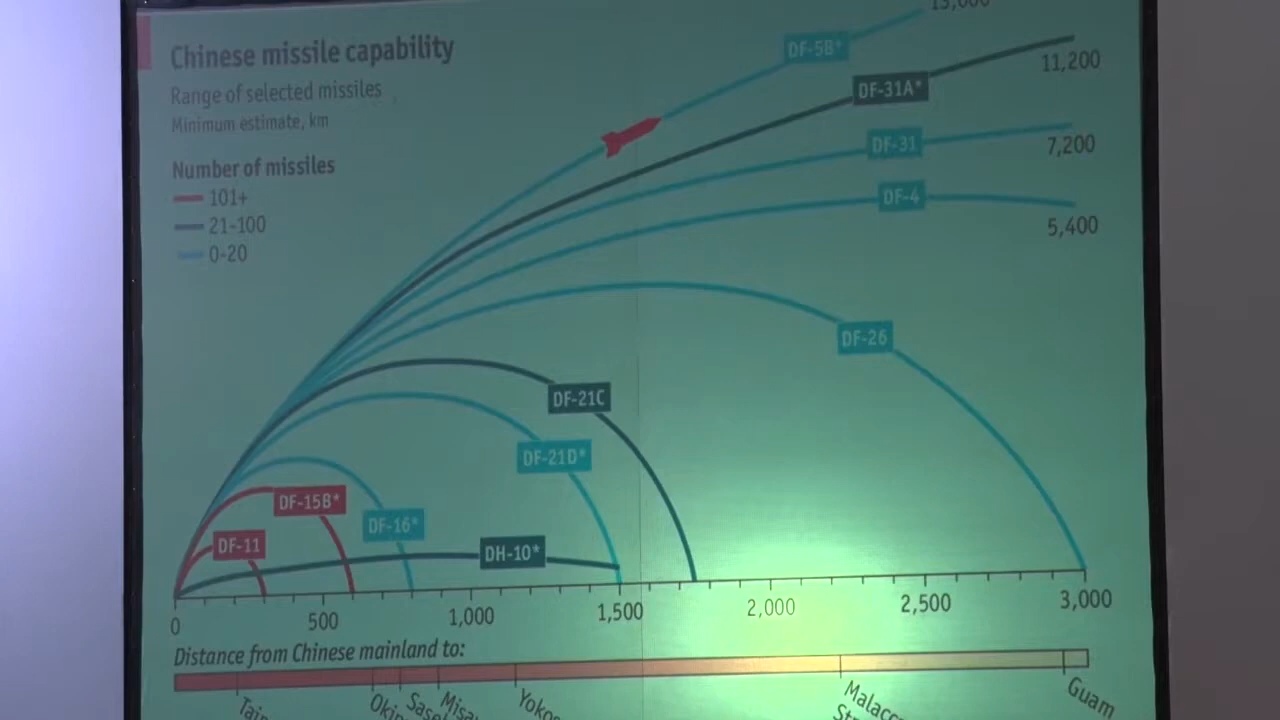 Chinese missile capability
Range of selected missiles
Minimum estimate, km
Number of missiles
101+
21-100
0-20
13,000
DF-5B*
11,200
DF-31A*
7,200
DF-31
5,400
DF-4
DF-26
DF-21C
DF-21D*
DF-15B*
DF-16*
DF-11
DH-10*
0
500
1,000
1,500
2,000
2,500
3,000
Distance from Chinese mainland to:
Guam